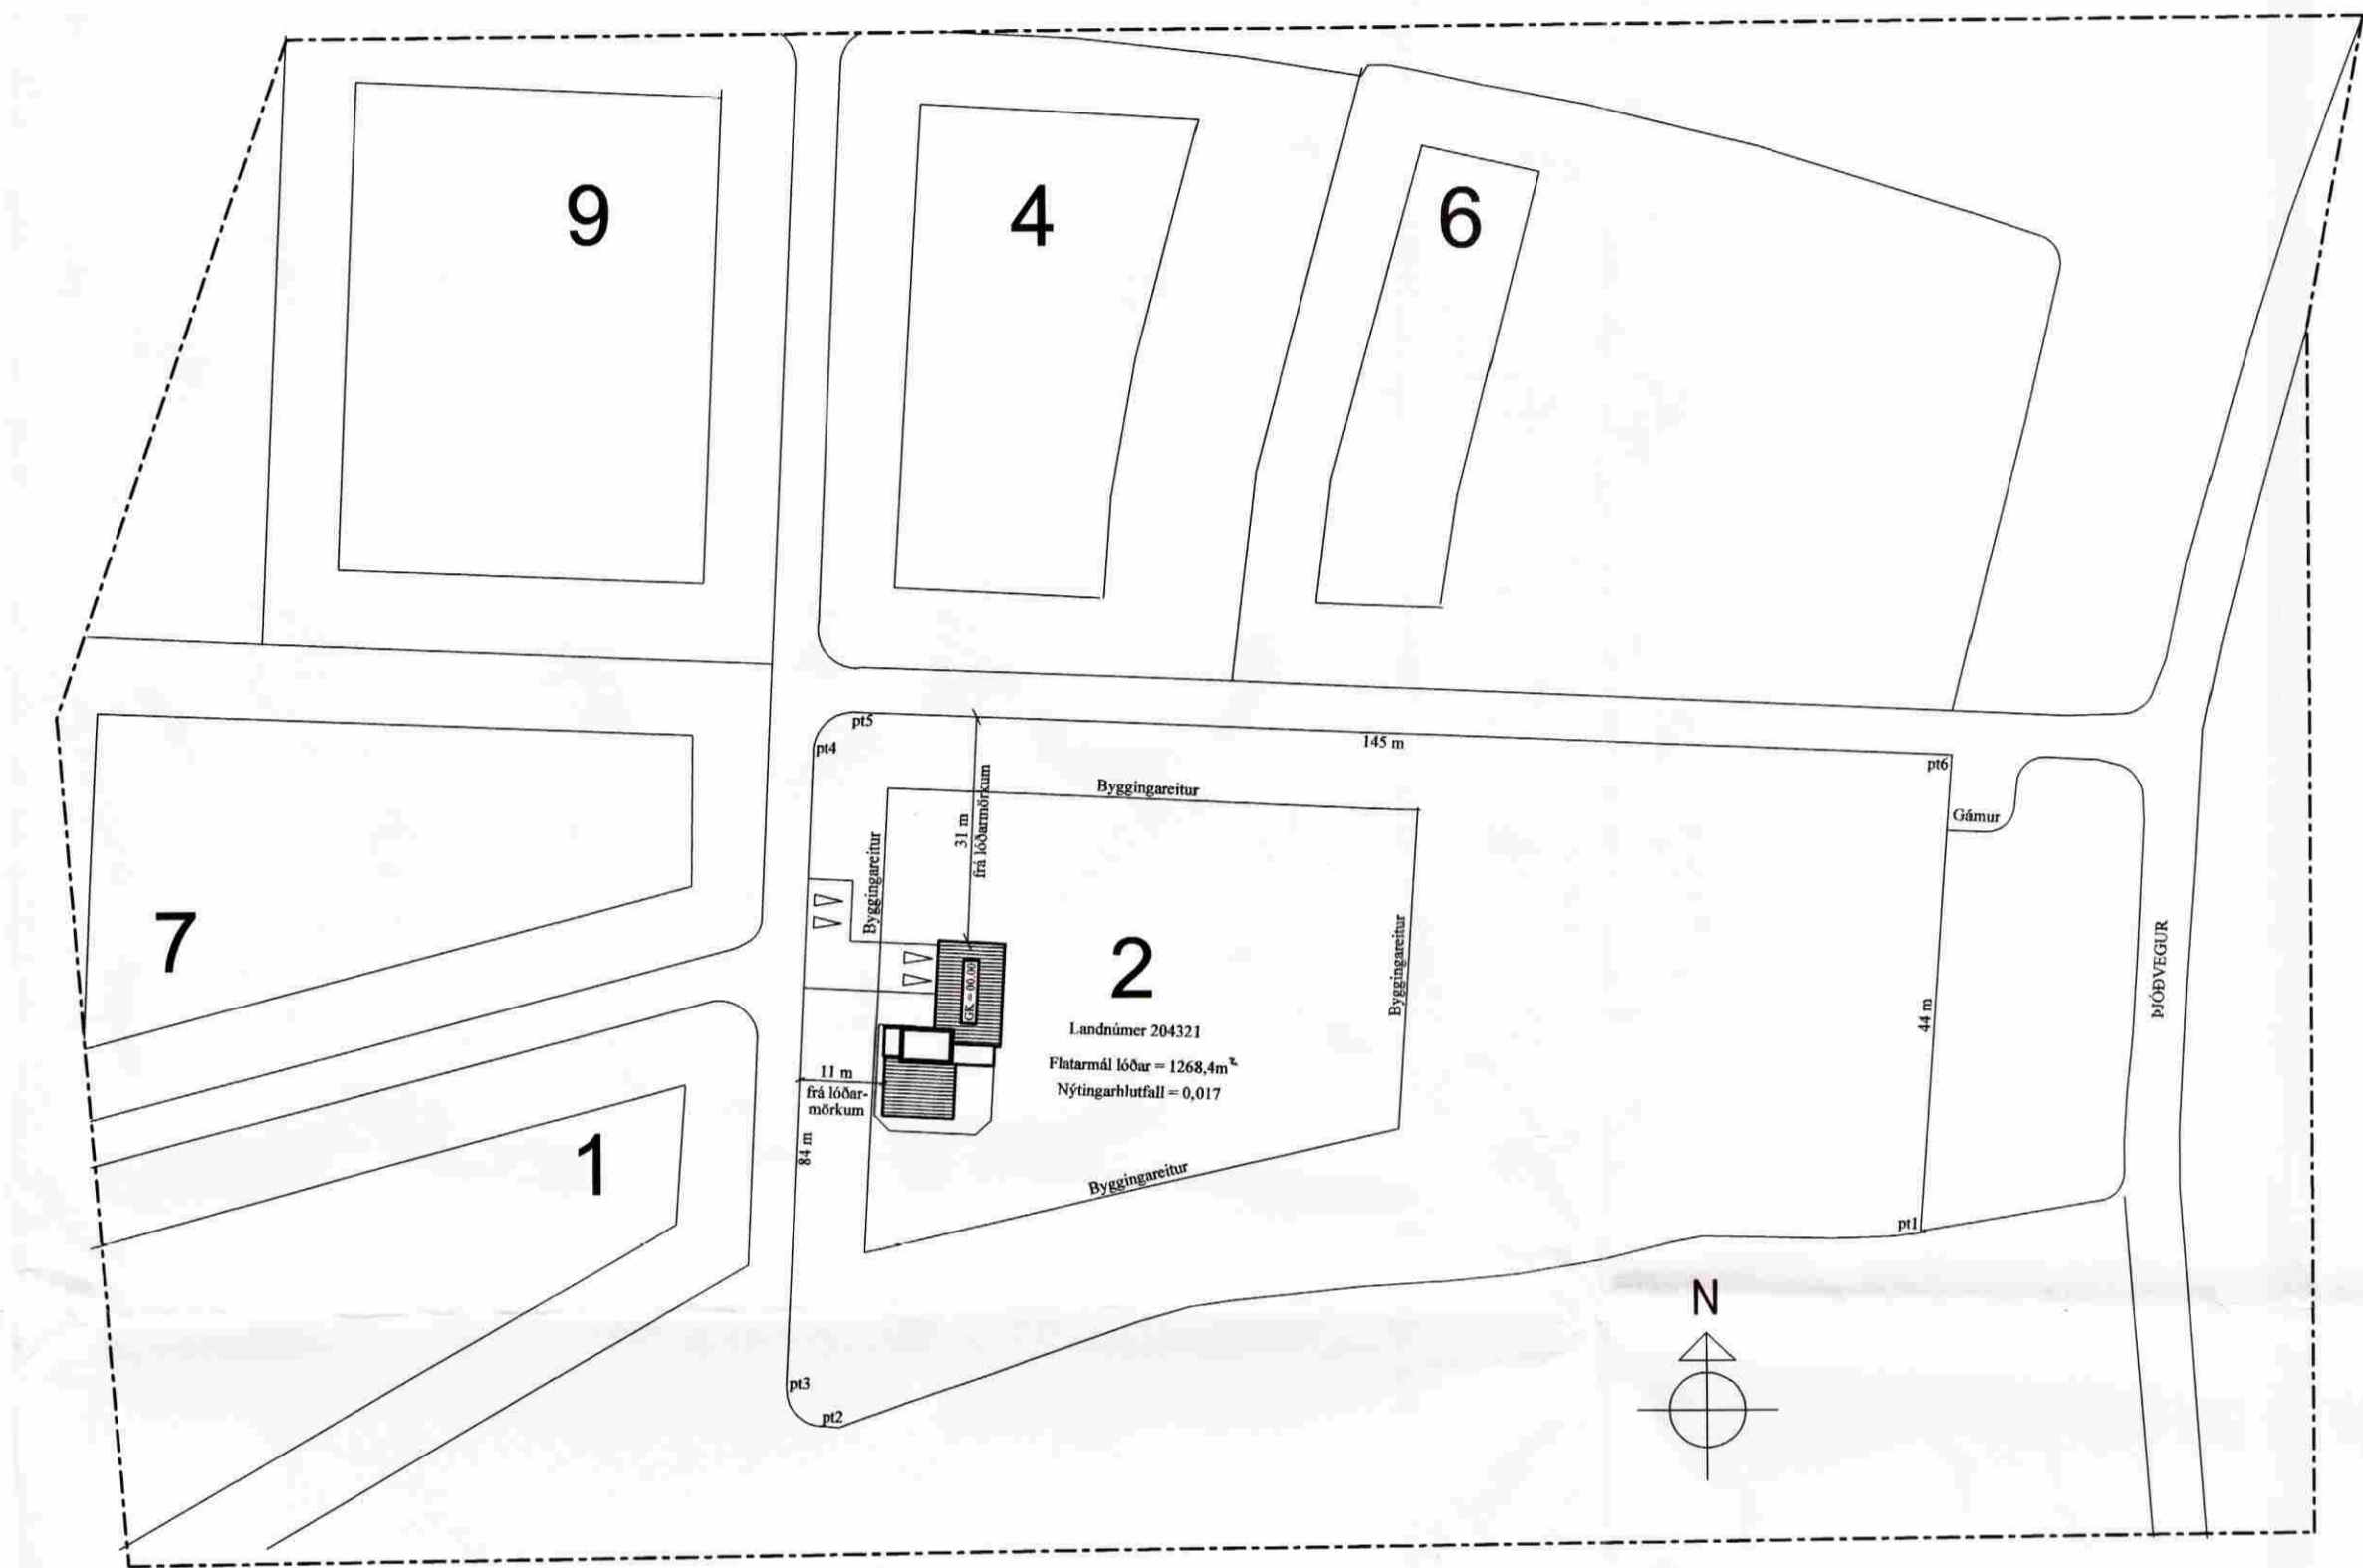 9
4
6
pt5
pt4
145 m
pt6
Byggingareitur
31 m
frá lóðarmörkum
Gámur
Byggingareitur
7
2
GK = 00.00
Byggingareitur
ÞJÓÐVEGUR
44 m
Landnúmer 204321
Flatarmál lóðar = 1268,4m²
Nýtingarhlutfall = 0,017
11 m
frá lóðar-
mörkum
84 m
1
Byggingareitur
pt1
N
pt3
pt2